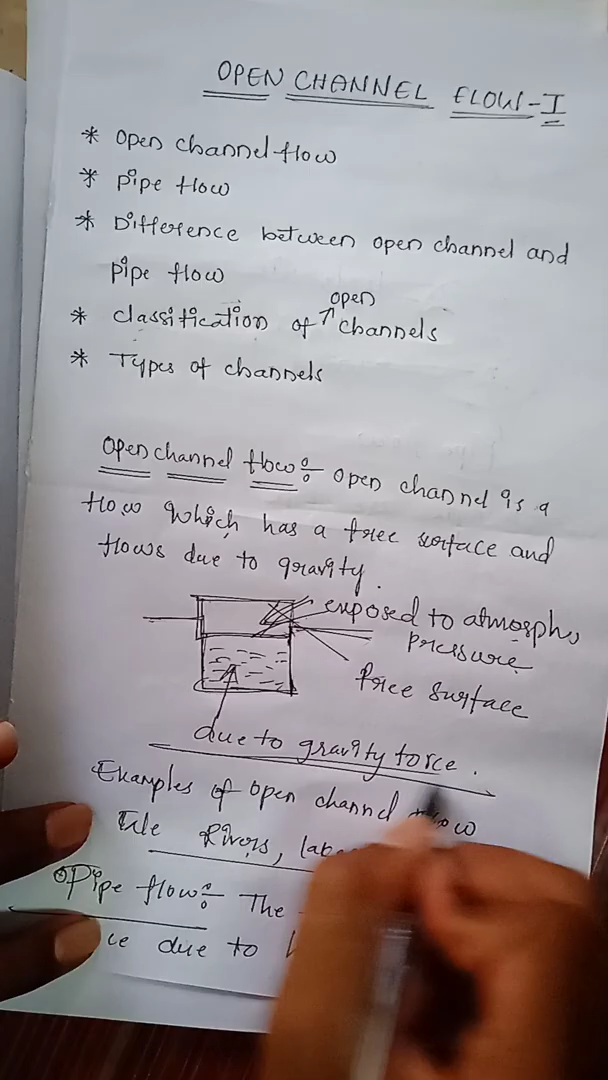 OPEN CHANNEL FLOW-I
* Open channel flow
* Pipe flow
* Difference between open channel and
pipe flow
open
* classification of ↑ channels
* Types of channels
Open channel flow:- open channel is a
flow which has a free surface and
flows due to gravity.
exposed to atmosphe
pressure
free surface
due to gravity force.
Examples of open channel flow
Rivers,
Pipe flow:- The
ce due to